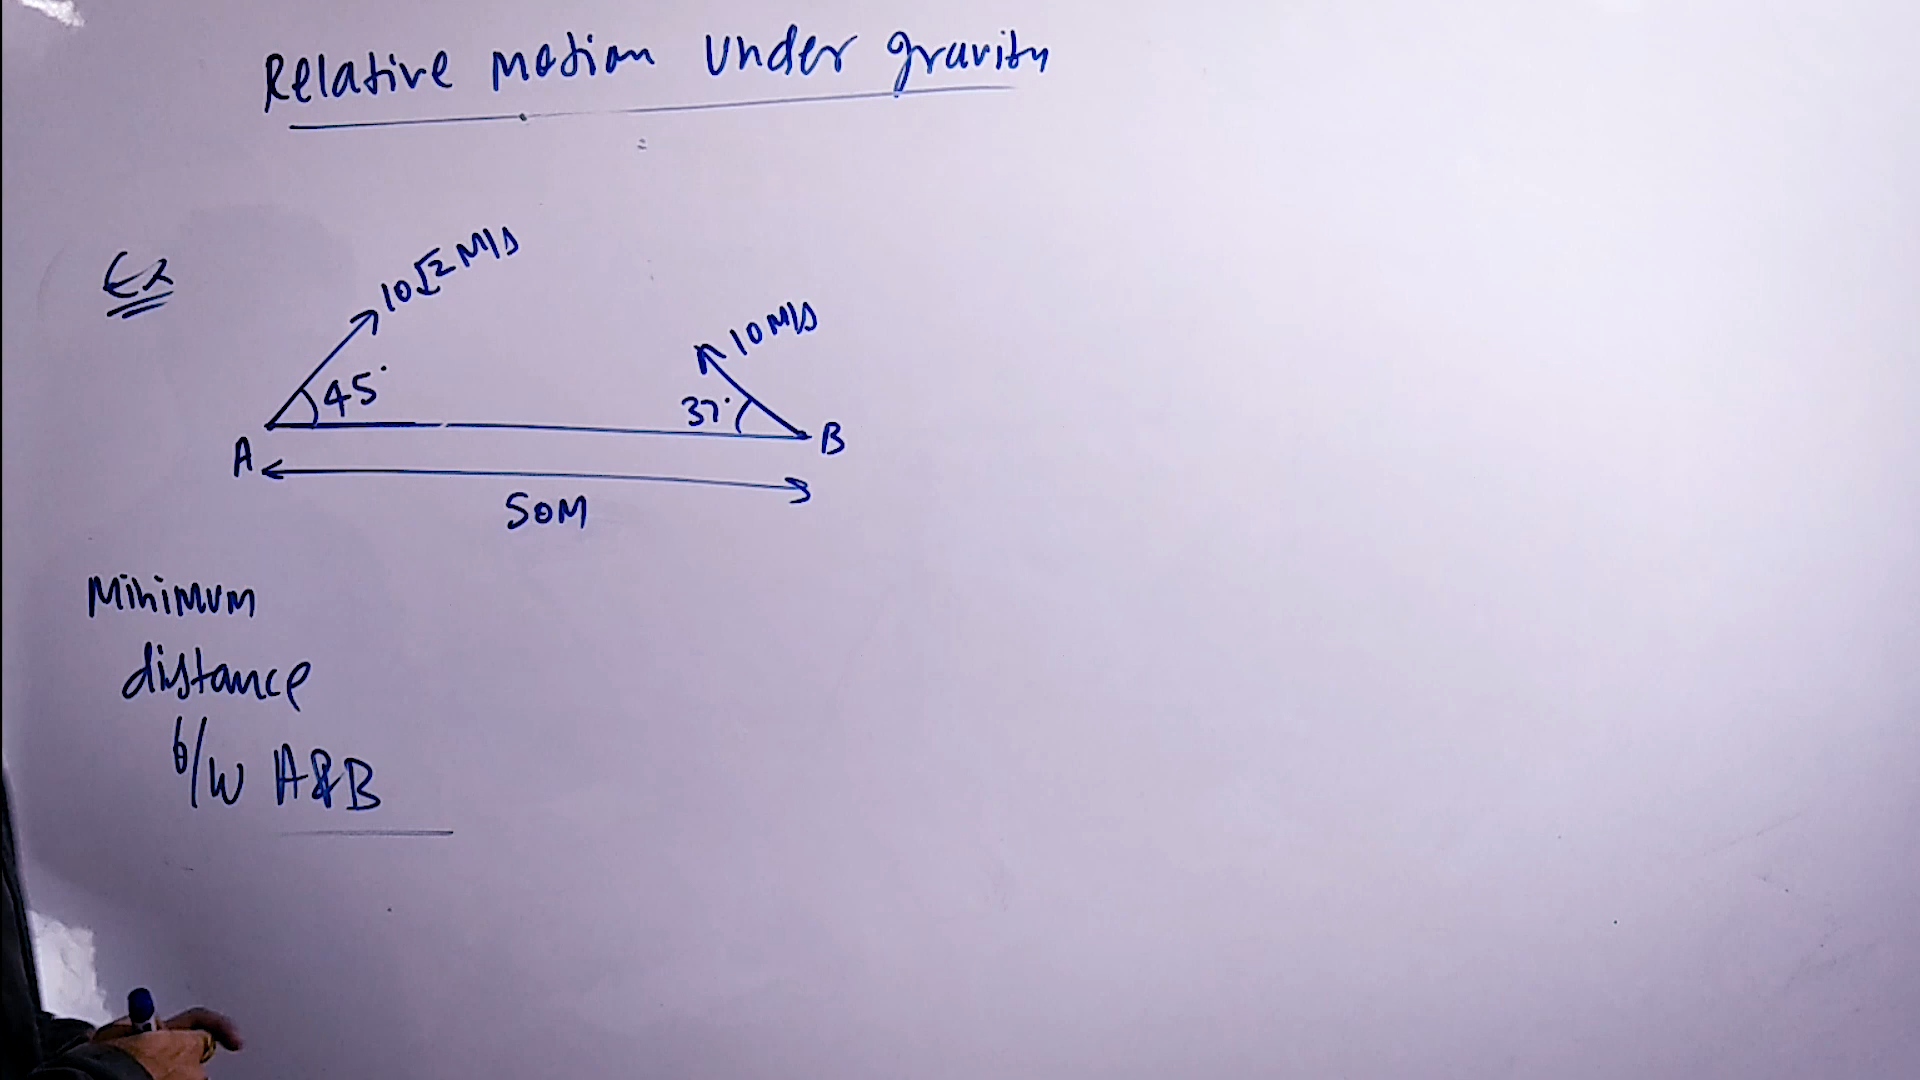 Relative motion under gravity
Ex
10√2 M/s
10 M/s
45°
37°
A
B
50M
Minimum
distance
b/w A&B